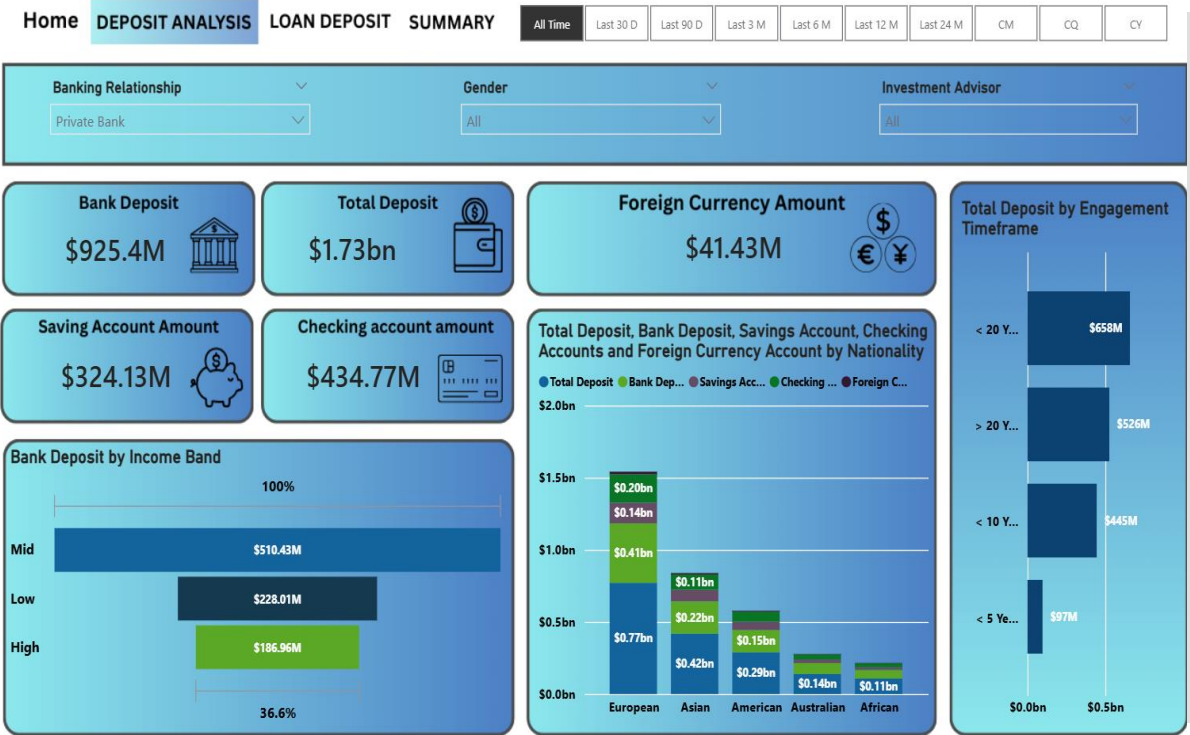 Home DEPOSIT ANALYSIS LOAN DEPOSIT SUMMARY All Time Last 30 D Last 90 D Last 3 M Last 6 M Last 12 M Last 24 M CM CQ CY
Banking Relationship
Private Bank
Gender
All
Investment Advisor
All
Bank Deposit
$925.4M
Total Deposit
$1.73bn
Foreign Currency Amount
$41.43M
Saving Account Amount
$324.13M
Checking account amount
$434.77M
Bank Deposit by Income Band
100%
Mid $510.43M
Low $228.01M
High $186.96M
36.6%
Total Deposit, Bank Deposit, Savings Account, Checking
Accounts and Foreign Currency Account by Nationality
Total Deposit Bank Dep... Savings Acc... Checking ... Foreign C...
$2.0bn
$1.5bn
$1.0bn
$0.5bn
$0.0bn
$0.20bn
$0.14bn
$0.41bn
$0.77bn
$0.11bn
$0.22bn
$0.42bn
$0.15bn
$0.29bn
$0.14bn
$0.11bn
European Asian American Australian African
Total Deposit by Engagement
Timeframe
< 20 Y... $658M
> 20 Y... $526M
< 10 Y... $445M
< 5 Ye... $97M
$0.0bn $0.5bn